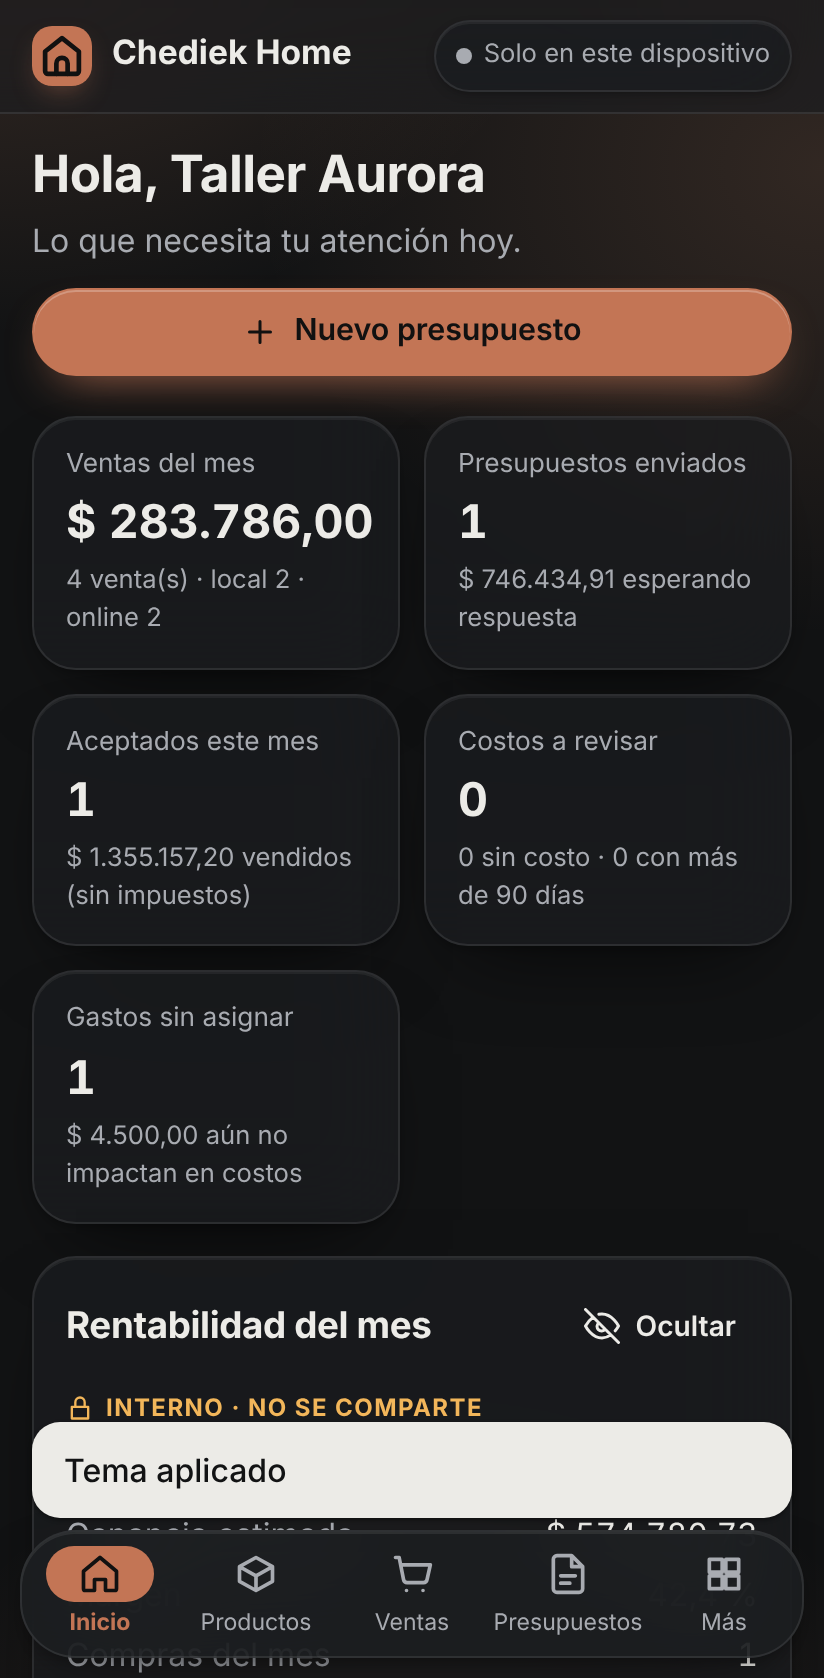 Chediek Home
Solo en este dispositivo
Hola, Taller Aurora
Lo que necesita tu atención hoy.
Nuevo presupuesto
Ventas del mes
$ 283.786,00
4 venta(s) · local 2 ·
online 2
Presupuestos enviados
1
$ 746.434,91 esperando
respuesta
Aceptados este mes
1
$ 1.355.157,20 vendidos
(sin impuestos)
Costos a revisar
0
0 sin costo · 0 con más
de 90 días
Gastos sin asignar
1
$ 4.500,00 aún no
impactan en costos
Rentabilidad del mes
Ocultar
INTERNO · NO SE COMPARTE
Tema aplicado
Inicio
Productos
Ventas
Presupuestos
Más
Compras del mes
1